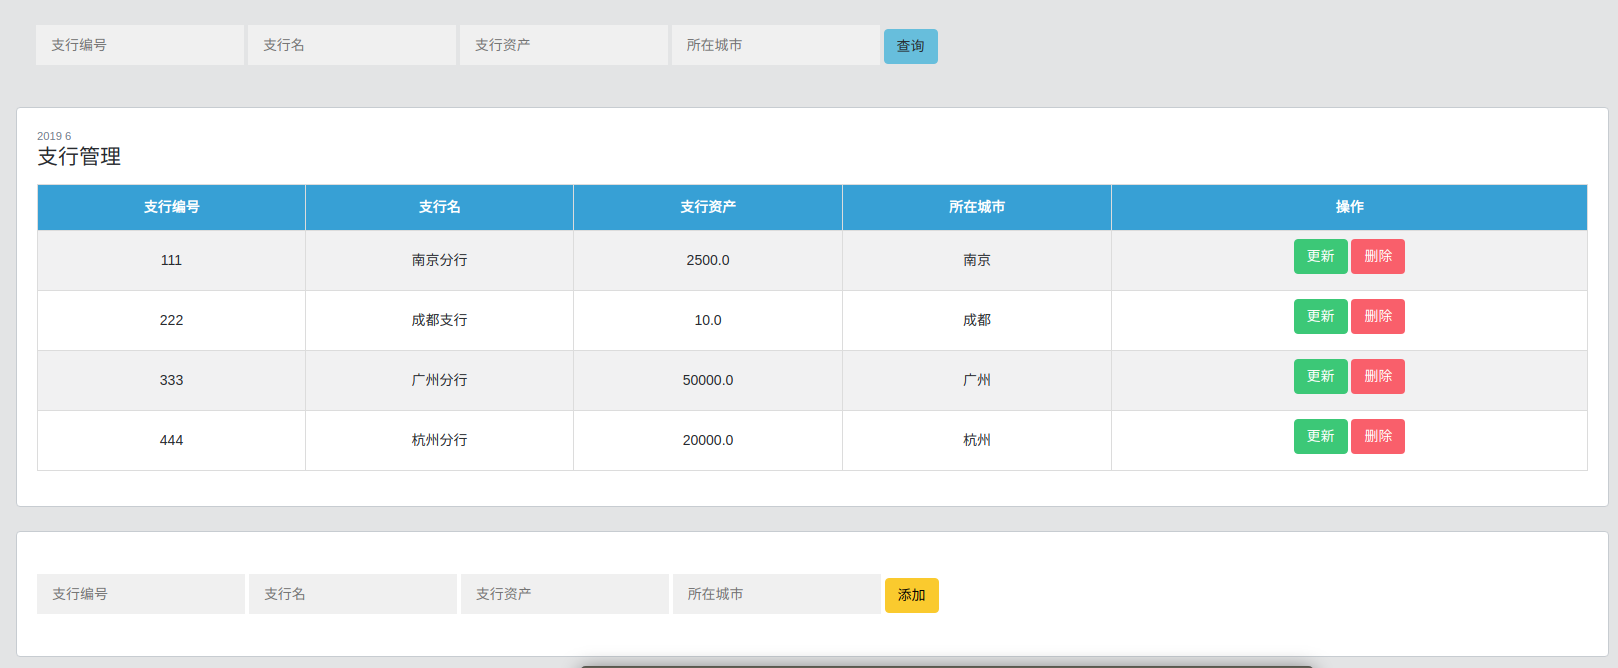 支行编号 支行名 支行资产 所在城市 查询
2019 6
支行管理
支行编号 支行名 支行资产 所在城市 操作
111 南京分行 2500.0 南京 更新 删除
222 成都支行 10.0 成都 更新 删除
333 广州分行 50000.0 广州 更新 删除
444 杭州分行 20000.0 杭州 更新 删除
支行编号 支行名 支行资产 所在城市 添加